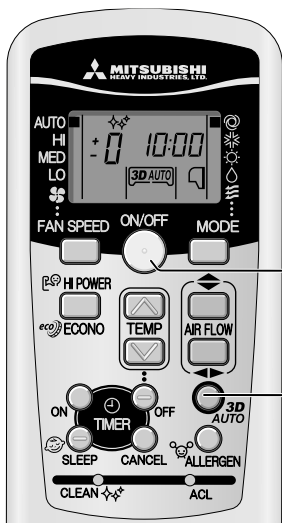 MITSUBISHI
HEAVY INDUSTRIES, LTD.
AUTO
HI
MED
LO
+
- 0 10:00
3D AUTO
FAN SPEED
ON/OFF
MODE
HI POWER
eco ECONO
TEMP
AIR FLOW
3D
AUTO
ON
OFF
TIMER
SLEEP
CANCEL
ALLERGEN
CLEAN
ACL